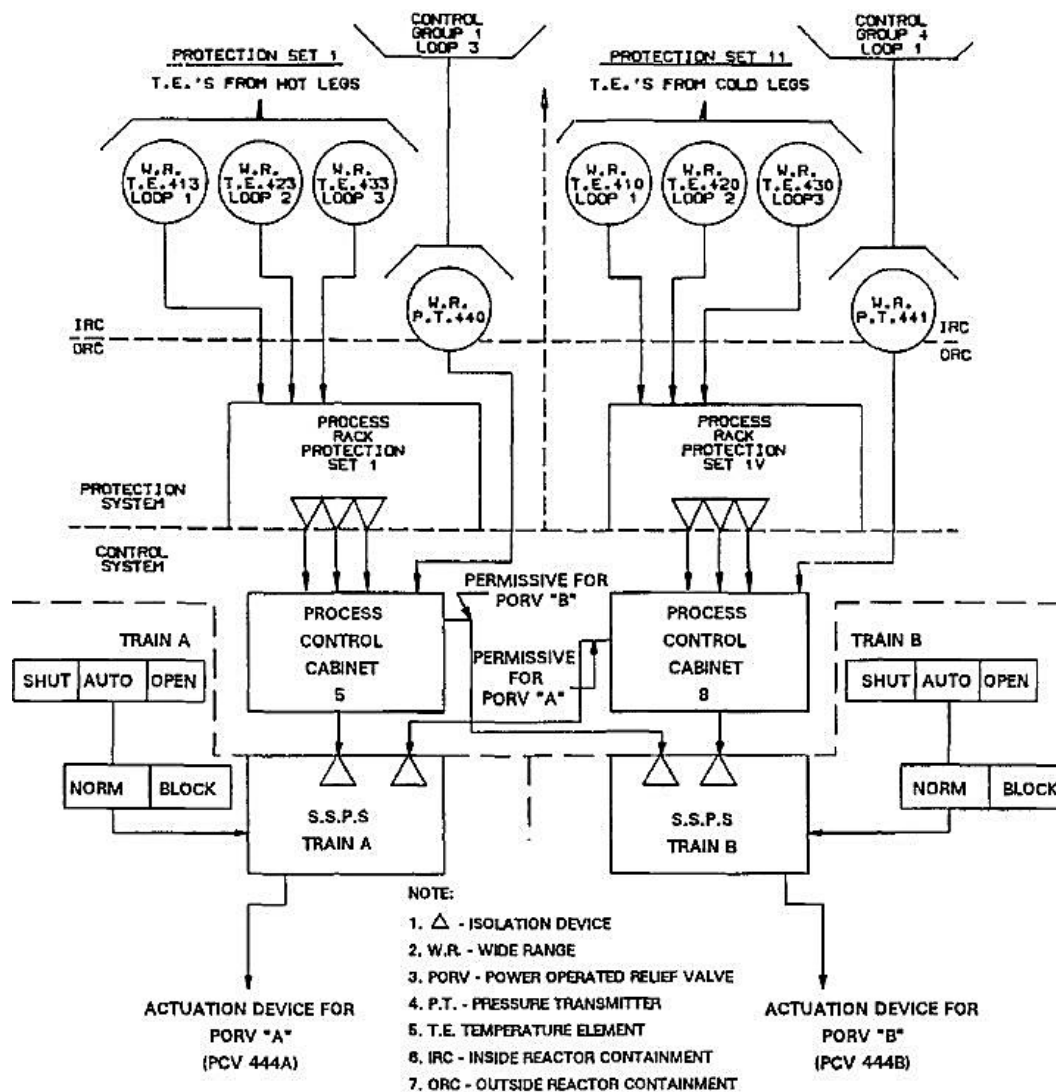 CONTROL
GROUP 1
LOOP 3
CONTROL
GROUP 4
LOOP 1
PROTECTION SET 1
T.E.'S FROM HOT LEGS
PROTECTION SET 11
T.E.'S FROM COLD LEGS
W.R.
T.E.413
LOOP 1
W.R.
T.E.423
LOOP 2
W.R.
T.E.433
LOOP 3
W.R.
T.E.410
LOOP 1
W.R.
T.E.420
LOOP 2
W.R.
T.E.430
LOOP3
W.R.
P.T.440
W.R.
P.T.441
IRC
ORC
IRC
ORC
PROCESS
RACK
PROTECTION
SET 1
PROCESS
RACK
PROTECTION
SET 1V
PROTECTION
SYSTEM
CONTROL
SYSTEM
PERMISSIVE FOR
PORV "B"
PROCESS
CONTROL
CABINET
5
PERMISSIVE
FOR
PORV "A"
PROCESS
CONTROL
CABINET
8
TRAIN A
SHUT AUTO OPEN
NORM BLOCK
TRAIN B
SHUT AUTO OPEN
NORM BLOCK
S.S.P.S
TRAIN A
S.S.P.S
TRAIN B
NOTE:
1. △ - ISOLATION DEVICE
2. W.R. - WIDE RANGE
3. PORV - POWER OPERATED RELIEF VALVE
4. P.T. - PRESSURE TRANSMITTER
5. T.E. TEMPERATURE ELEMENT
6. IRC - INSIDE REACTOR CONTAINMENT
7. ORC - OUTSIDE REACTOR CONTAINMENT
ACTUATION DEVICE FOR
PORV "A"
(PCV 444A)
ACTUATION DEVICE FOR
PORV "B"
(PCV 444B)